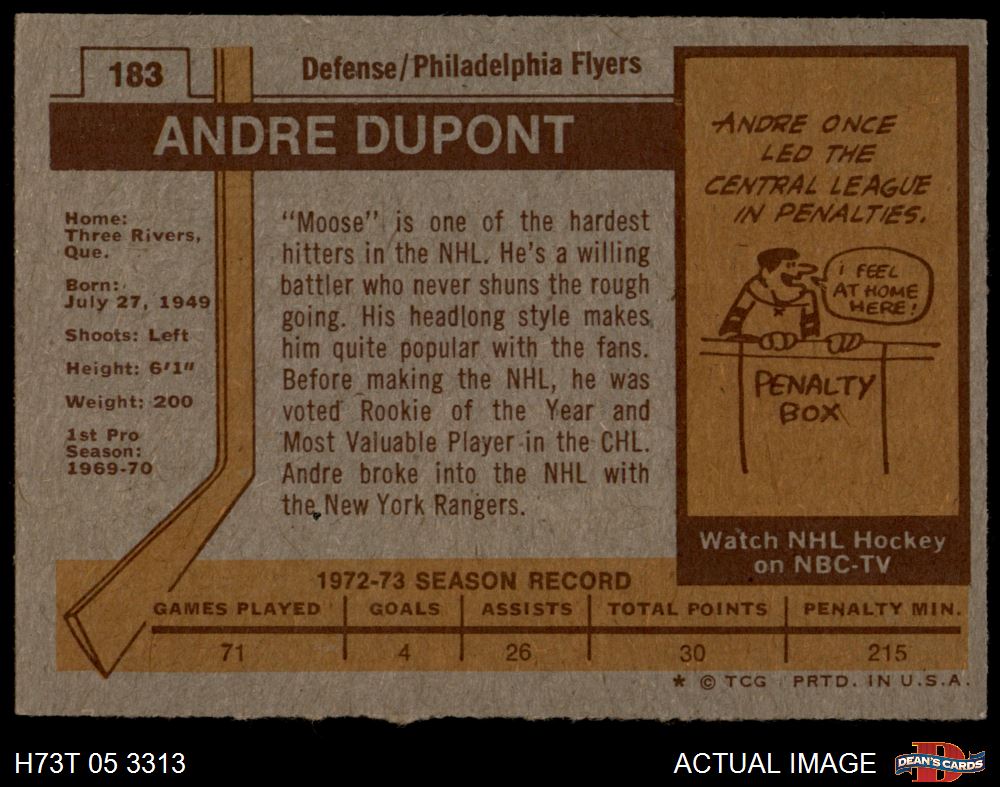 183
Defense/Philadelphia Flyers
ANDRE DUPONT
Home:
Three Rivers,
Que.
Born:
July 27, 1949
Shoots: Left
Height: 6'1"
Weight: 200
1st Pro
Season:
1969-70
"Moose" is one of the hardest
hitters in the NHL. He's a willing
battler who never shuns the rough
going. His headlong style makes
him quite popular with the fans.
Before making the NHL, he was
voted Rookie of the Year and
Most Valuable Player in the CHL.
Andre broke into the NHL with
the New York Rangers.
ANDRE ONCE
LED THE
CENTRAL LEAGUE
IN PENALTIES.
I FEEL
AT HOME
HERE!
PENALTY
BOX
Watch NHL Hockey
on NBC-TV
1972-73 SEASON RECORD
GAMES PLAYED GOALS ASSISTS TOTAL POINTS PENALTY MIN.
71 4 26 30 215
* © TCG PRTD. IN U.S.A.
H73T 05 3313
ACTUAL IMAGE
D
DEAN'S CARDS